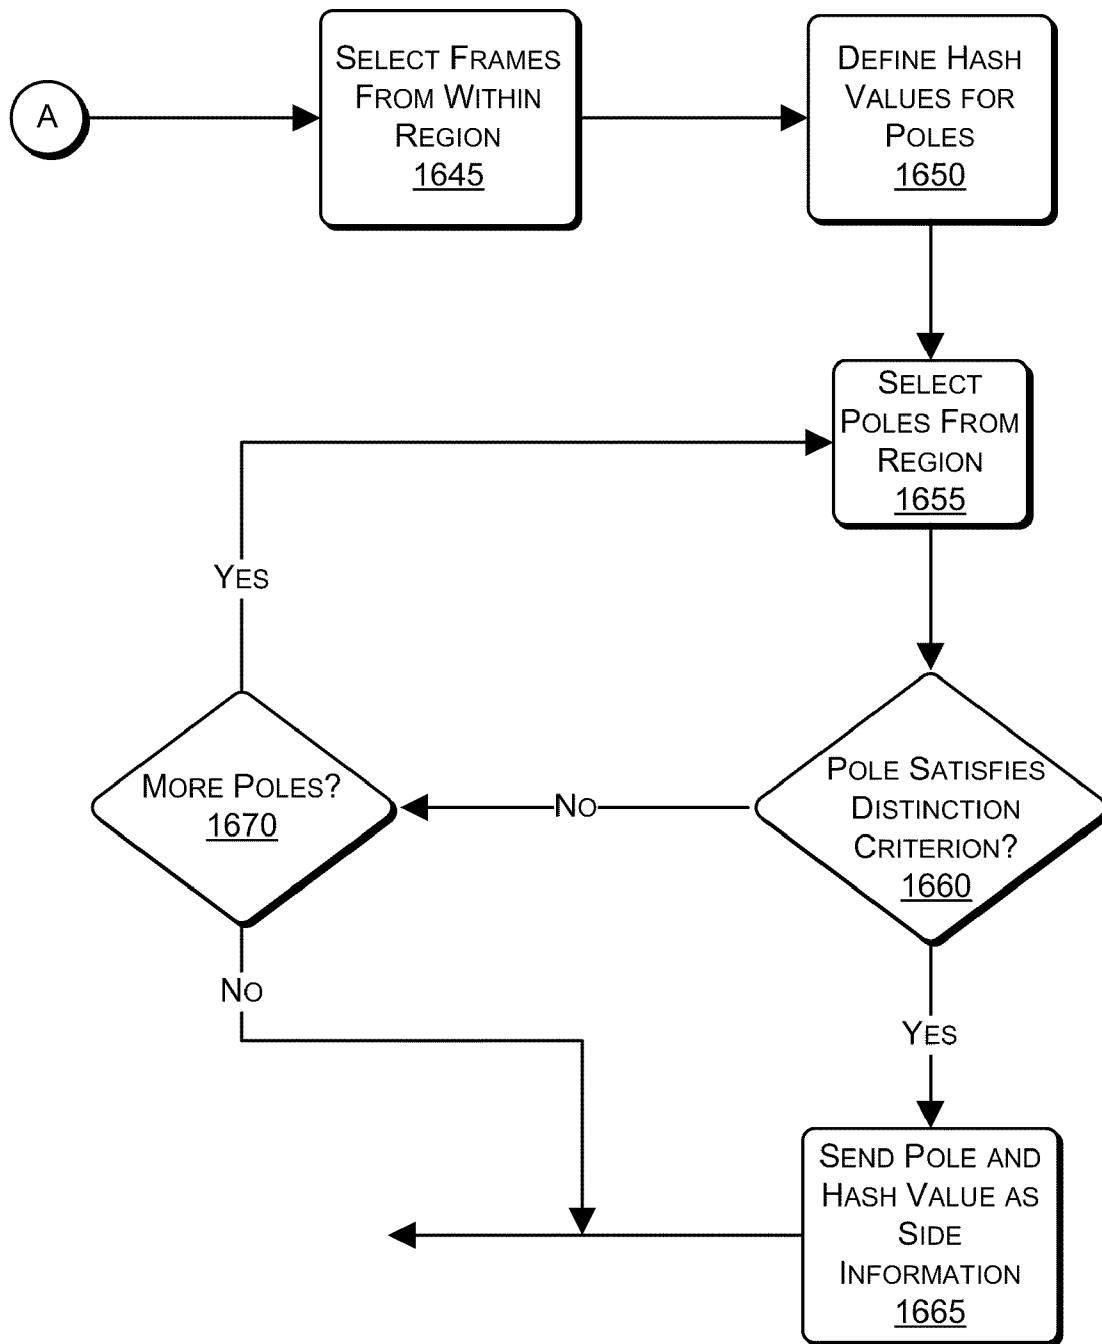 A
SELECT FRAMES
FROM WITHIN
REGION
1645
DEFINE HASH
VALUES FOR
POLES
1650
SELECT
POLES FROM
REGION
1655
YES
MORE POLES?
1670
NO
POLE SATISFIES
DISTINCTION
CRITERION?
1660
NO
YES
SEND POLE AND
HASH VALUE AS
SIDE
INFORMATION
1665